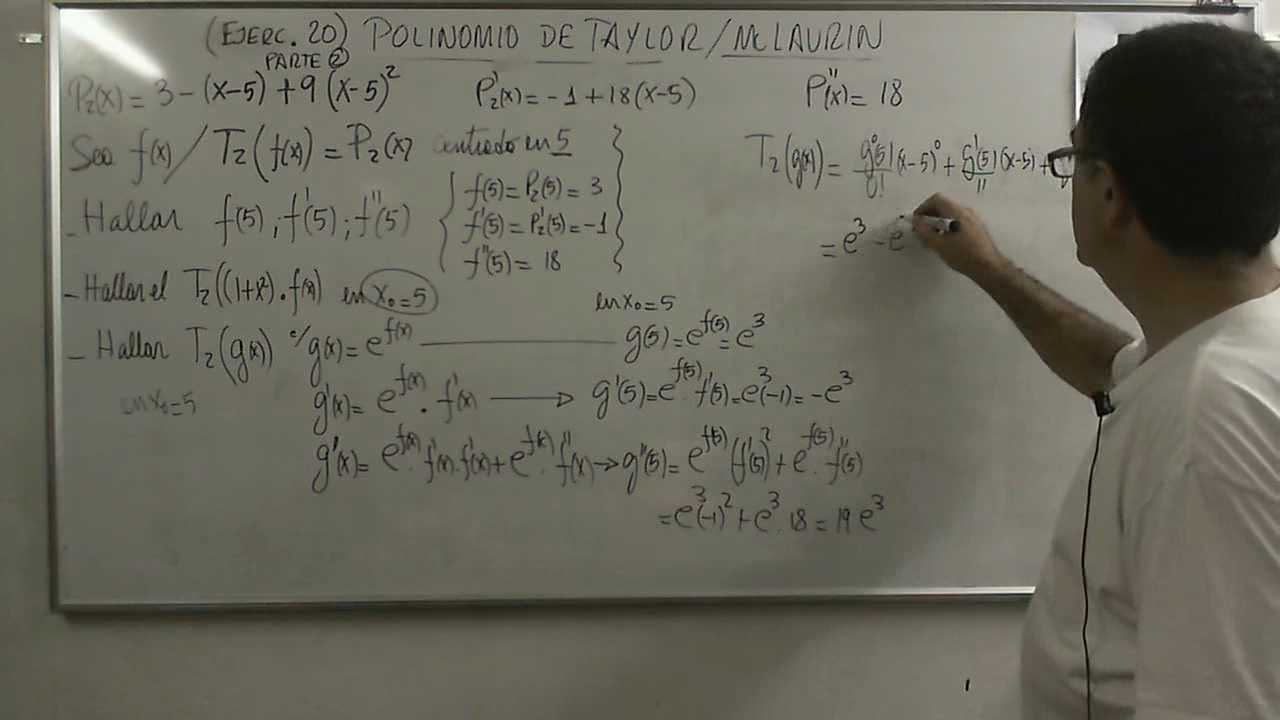 (EJERC. 20) POLINOMIO DE TAYLOR/MCLAURIN
PARTE ②
P₂(x) = 3 - (x-5) + 9(x-5)² P₂'(x) = -1 + 18(x-5) P''(x) = 18
Sea f(x) / T₂(f(x)) = P₂(x) centrado en 5
- Hallar f(5); f'(5); f''(5)
f(5) = P₂(5) = 3
f'(5) = P₂'(5) = -1
f''(5) = 18
- Hallar el T₂((1+x²).f(x)) en x₀=5
- Hallar T₂(g(x)) c/ g(x) = e^f(x)
en x₀=5
en x₀=5
g(5) = e^f(5) = e³
g'(x) = e^f(x) . f'(x) → g'(5) = e^f(5) . f'(5) = e³(-1) = -e³
g''(x) = e^f(x) . f'(x).f'(x) + e^f(x) . f''(x) → g''(5) = e^f(5) (f'(5))² + e^f(5) . f''(5)
= e³(-1)² + e³.18 = 19e³
T₂(g(x)) = g⁰(5)/0! (x-5)⁰ + g'(5)/1! (x-5) +
= e³ - e